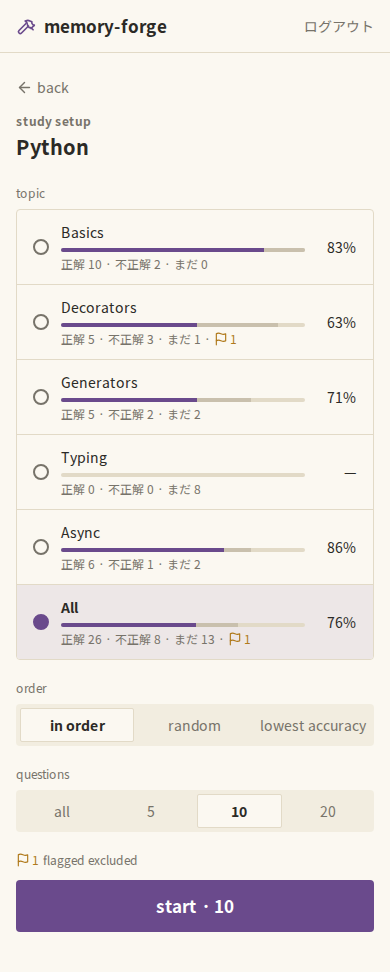 memory-forge
ログアウト
← back
study setup
Python
topic
Basics
83%
正解 10 · 不正解 2 · まだ 0
Decorators
63%
正解 5 · 不正解 3 · まだ 1 · 1
Generators
71%
正解 5 · 不正解 2 · まだ 2
Typing
—
正解 0 · 不正解 0 · まだ 8
Async
86%
正解 6 · 不正解 1 · まだ 2
All
76%
正解 26 · 不正解 8 · まだ 13 · 1
order
in order random lowest accuracy
questions
all 5 10 20
1 flagged excluded
start · 10